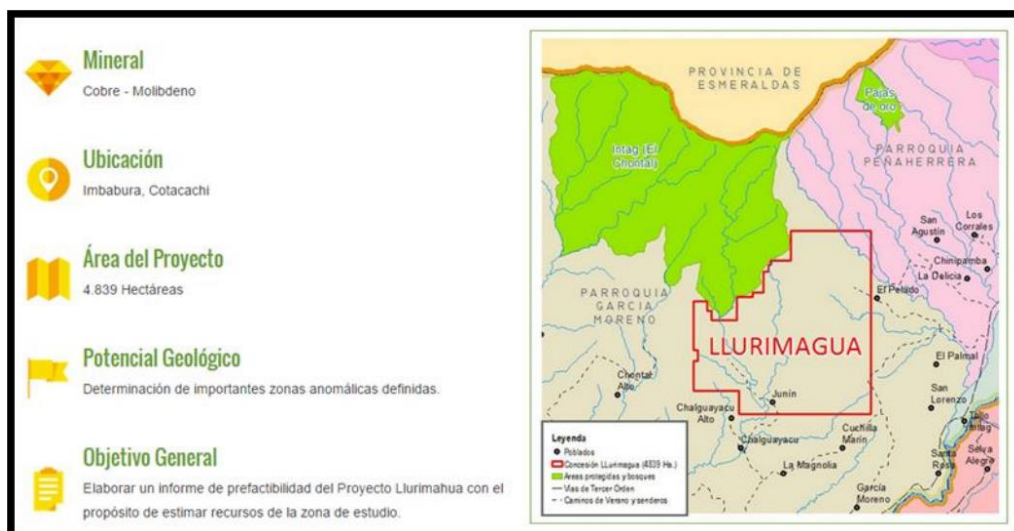 Mineral
Cobre - Molibdeno
Ubicación
Imbabura, Cotacachi
Área del Proyecto
4.839 Hectáreas
Potencial Geológico
Determinación de importantes zonas anomálicas definidas.
Objetivo General
Elaborar un informe de prefactibilidad del Proyecto Llurimahua con el
propósito de estimar recursos de la zona de estudio.
PROVINCIA DE
ESMERALDAS
Pajas
de oro
Intag (El
Chontal)
PARROQUIA
PEÑAHERRERA
San
Agustín
Los
Corrales
Chinipamba
La Delicia
El Pelado
PARROQUIA
GARCIA
MORENO
LLURIMAGUA
El Palmal
Chontal
Alto
Junín
San
Lorenzo
Chalguayacu
Alto
Cuchilla
Marín
Chalguayacu
La Magnolia
Santa
Rosa
Selva
Alegre
García
Moreno
Leyenda
Poblados
Concesión LLurimagua (4839 Ha.)
Areas protegidas y bosques
Vías de Tercer Orden
Caminos de Verano y senderos